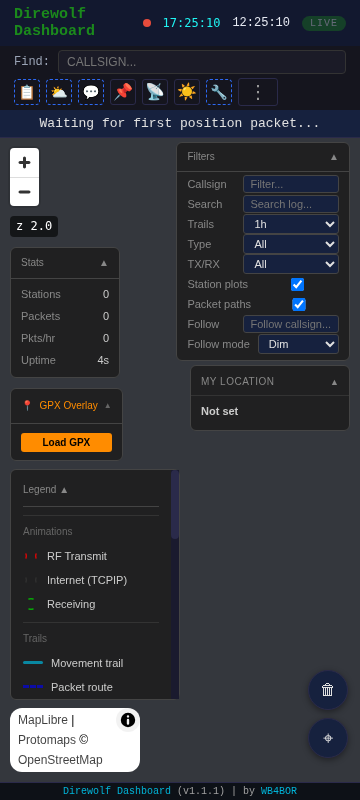 Direwolf
Dashboard
17:25:10
12:25:10
LIVE
Find:
CALLSIGN...
Waiting for first position packet...
z 2.0
Stats ▲
Stations 0
Packets 0
Pkts/hr 0
Uptime 4s
GPX Overlay ▲
Load GPX
Filters ▲
Callsign Filter...
Search Search log...
Trails 1h
Type All
TX/RX All
Station plots
Packet paths
Follow Follow callsign...
Follow mode Dim
MY LOCATION ▲
Not set
Legend ▲
Animations
RF Transmit
Internet (TCPIP)
Receiving
Trails
Movement trail
Packet route
MapLibre |
Protomaps ©
OpenStreetMap
Direwolf Dashboard (v1.1.1) | by WB4BOR